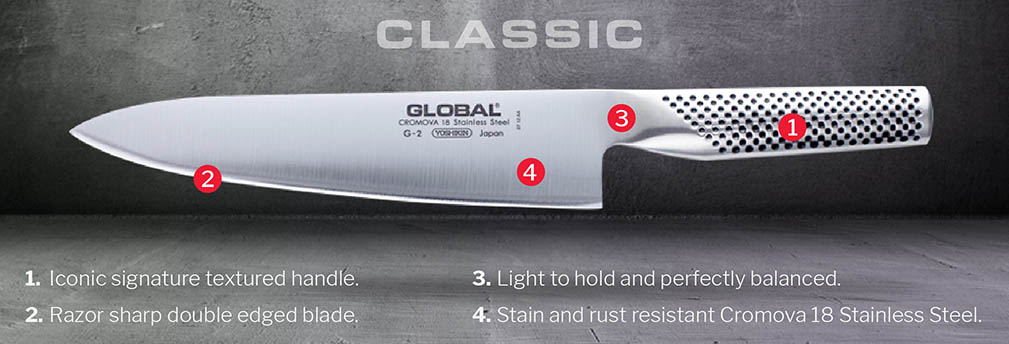 CLASSIC
GLOBAL®
CROMOVA 18 Stainless Steel
G-2 YOSHIKIN Japan
3
1
4
2
1. Iconic signature textured handle.
2. Razor sharp double edged blade.
3. Light to hold and perfectly balanced.
4. Stain and rust resistant Cromova 18 Stainless Steel.